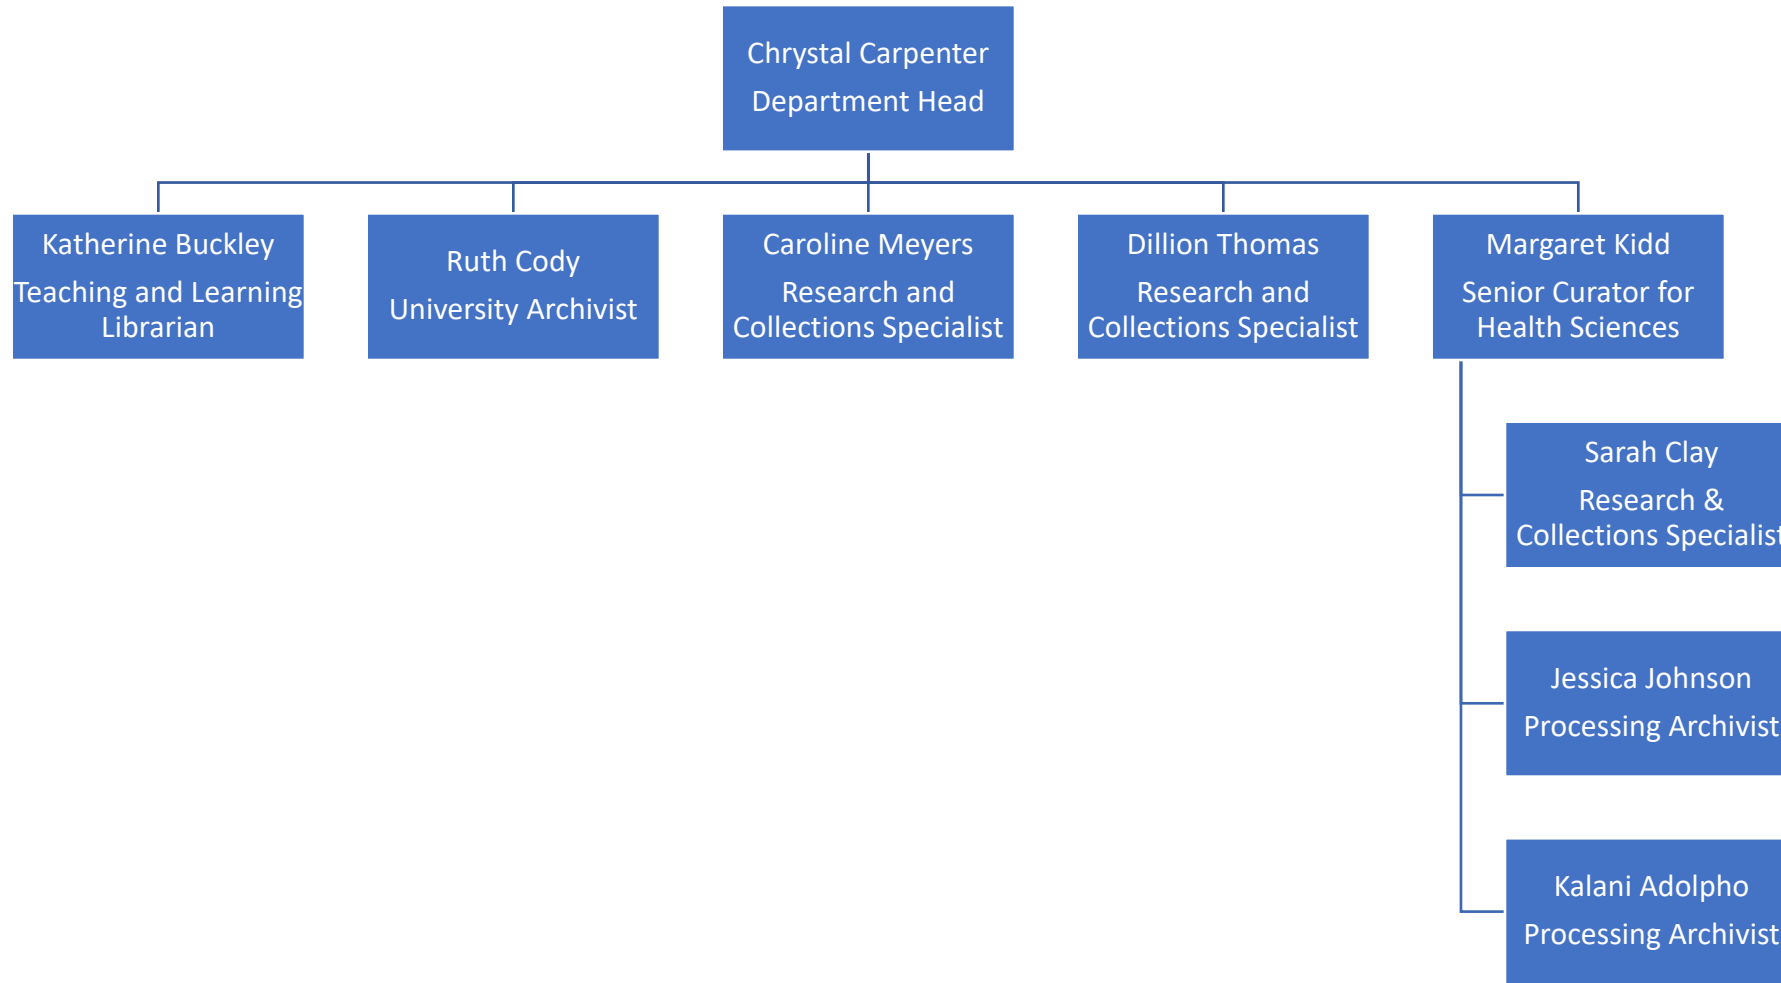 Chrystal Carpenter
Department Head
Katherine Buckley
Teaching and Learning
Librarian
Ruth Cody
University Archivist
Caroline Meyers
Research and
Collections Specialist
Dillion Thomas
Research and
Collections Specialist
Margaret Kidd
Senior Curator for
Health Sciences
Sarah Clay
Research &
Collections Specialist
Jessica Johnson
Processing Archivist
Kalani Adolpho
Processing Archivist